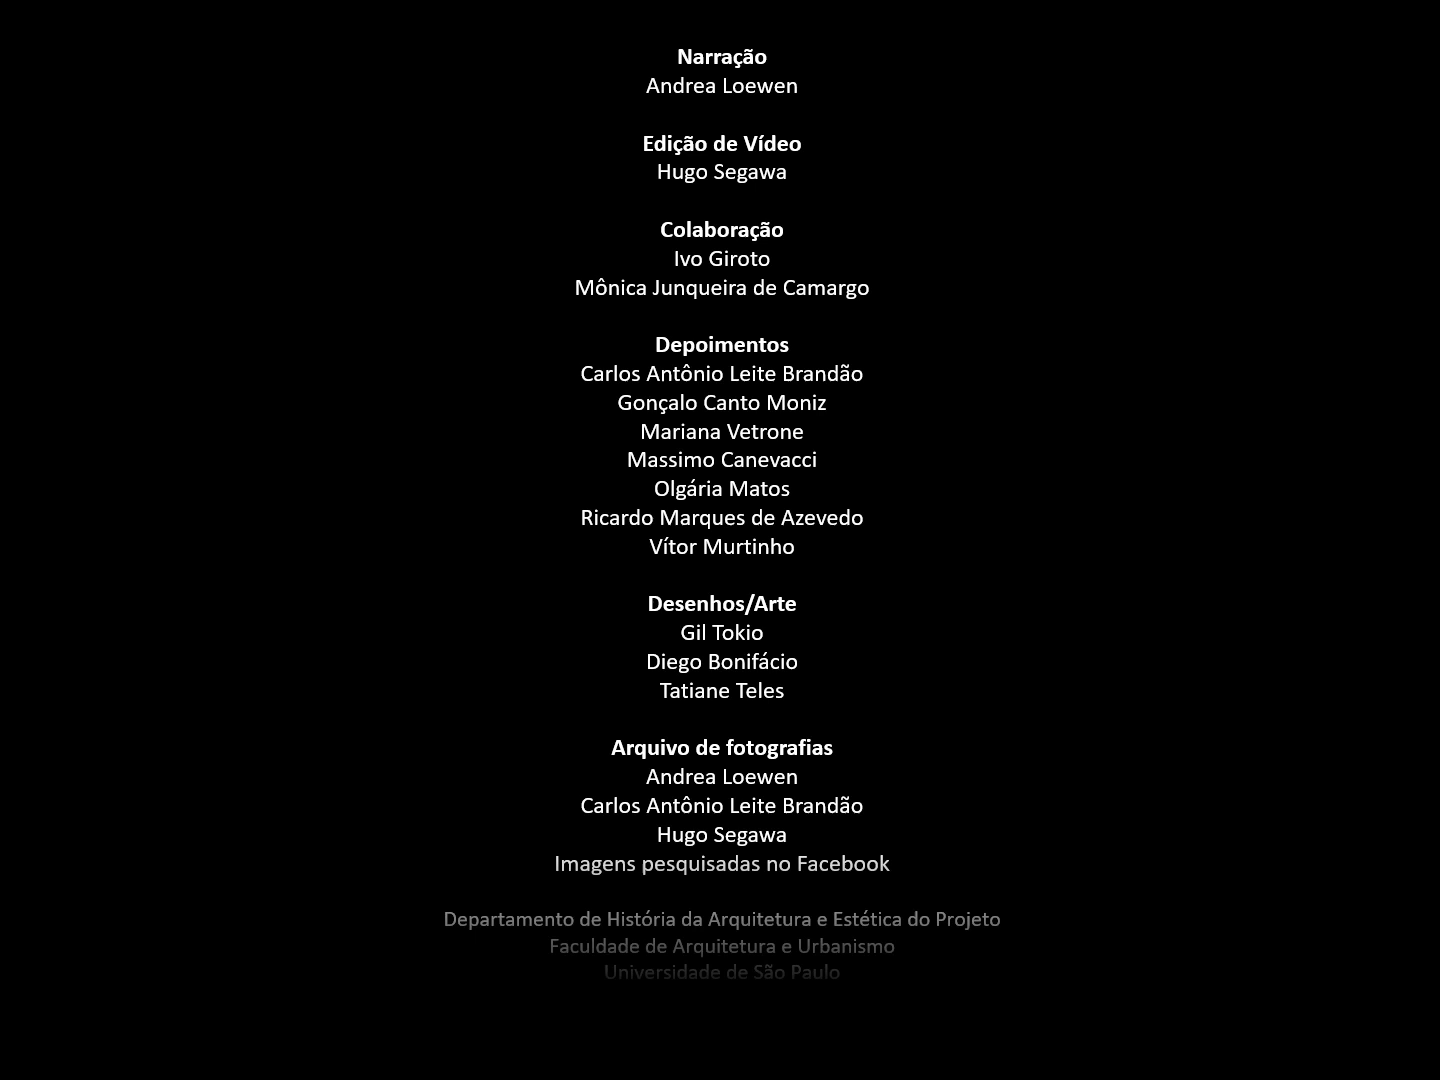 Narração
Andrea Loewen
Edição de Vídeo
Hugo Segawa
Colaboração
Ivo Giroto
Mônica Junqueira de Camargo
Depoimentos
Carlos Antônio Leite Brandão
Gonçalo Canto Moniz
Mariana Vetrone
Massimo Canevacci
Olgária Matos
Ricardo Marques de Azevedo
Vítor Murtinho
Desenhos/Arte
Gil Tokio
Diego Bonifácio
Tatiane Teles
Arquivo de fotografias
Andrea Loewen
Carlos Antônio Leite Brandão
Hugo Segawa
Imagens pesquisadas no Facebook
Departamento de História da Arquitetura e Estética do Projeto
Faculdade de Arquitetura e Urbanismo
Universidade de São Paulo